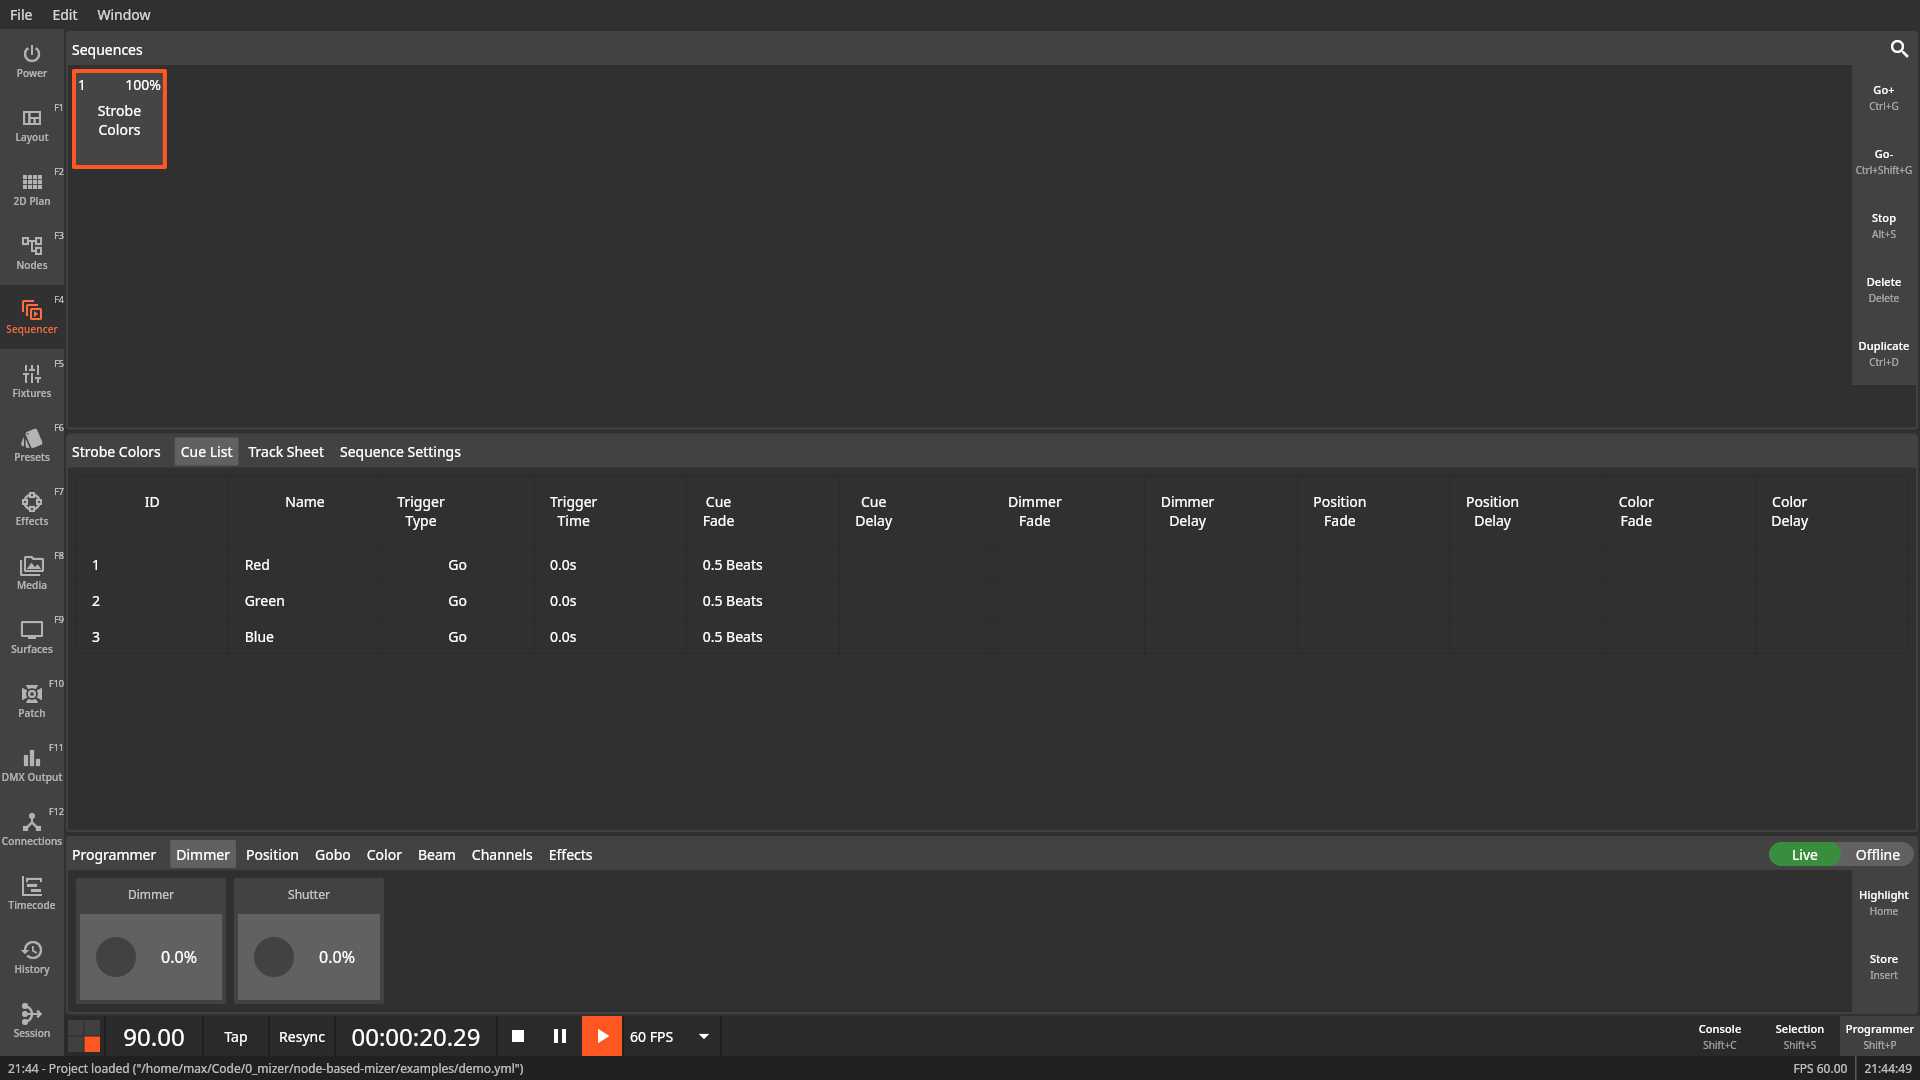 File Edit Window
Power
F1
Layout
F2
2D Plan
F3
Nodes
F4
Sequencer
F5
Fixtures
F6
Presets
F7
Effects
F8
Media
F9
Surfaces
F10
Patch
F11
DMX Output
F12
Connections
Timecode
History
Session
Sequences
1 100%
Strobe
Colors
Go+
Ctrl+G
Go-
Ctrl+Shift+G
Stop
Alt+S
Delete
Delete
Duplicate
Ctrl+D
Strobe Colors Cue List Track Sheet Sequence Settings
ID Name Trigger Type Trigger Time Cue Fade Cue Delay Dimmer Fade Dimmer Delay Position Fade Position Delay Color Fade Color Delay
1 Red Go 0.0s 0.5 Beats
2 Green Go 0.0s 0.5 Beats
3 Blue Go 0.0s 0.5 Beats
Programmer Dimmer Position Gobo Color Beam Channels Effects Live Offline
Dimmer Shutter
0.0% 0.0%
Highlight
Home
Store
Insert
90.00 Tap Resync 00:00:20.29 60 FPS
Console
Shift+C
Selection
Shift+S
Programmer
Shift+P
21:44 - Project loaded ("/home/max/Code/0_mizer/node-based-mizer/examples/demo.yml") FPS 60.00 21:44:49